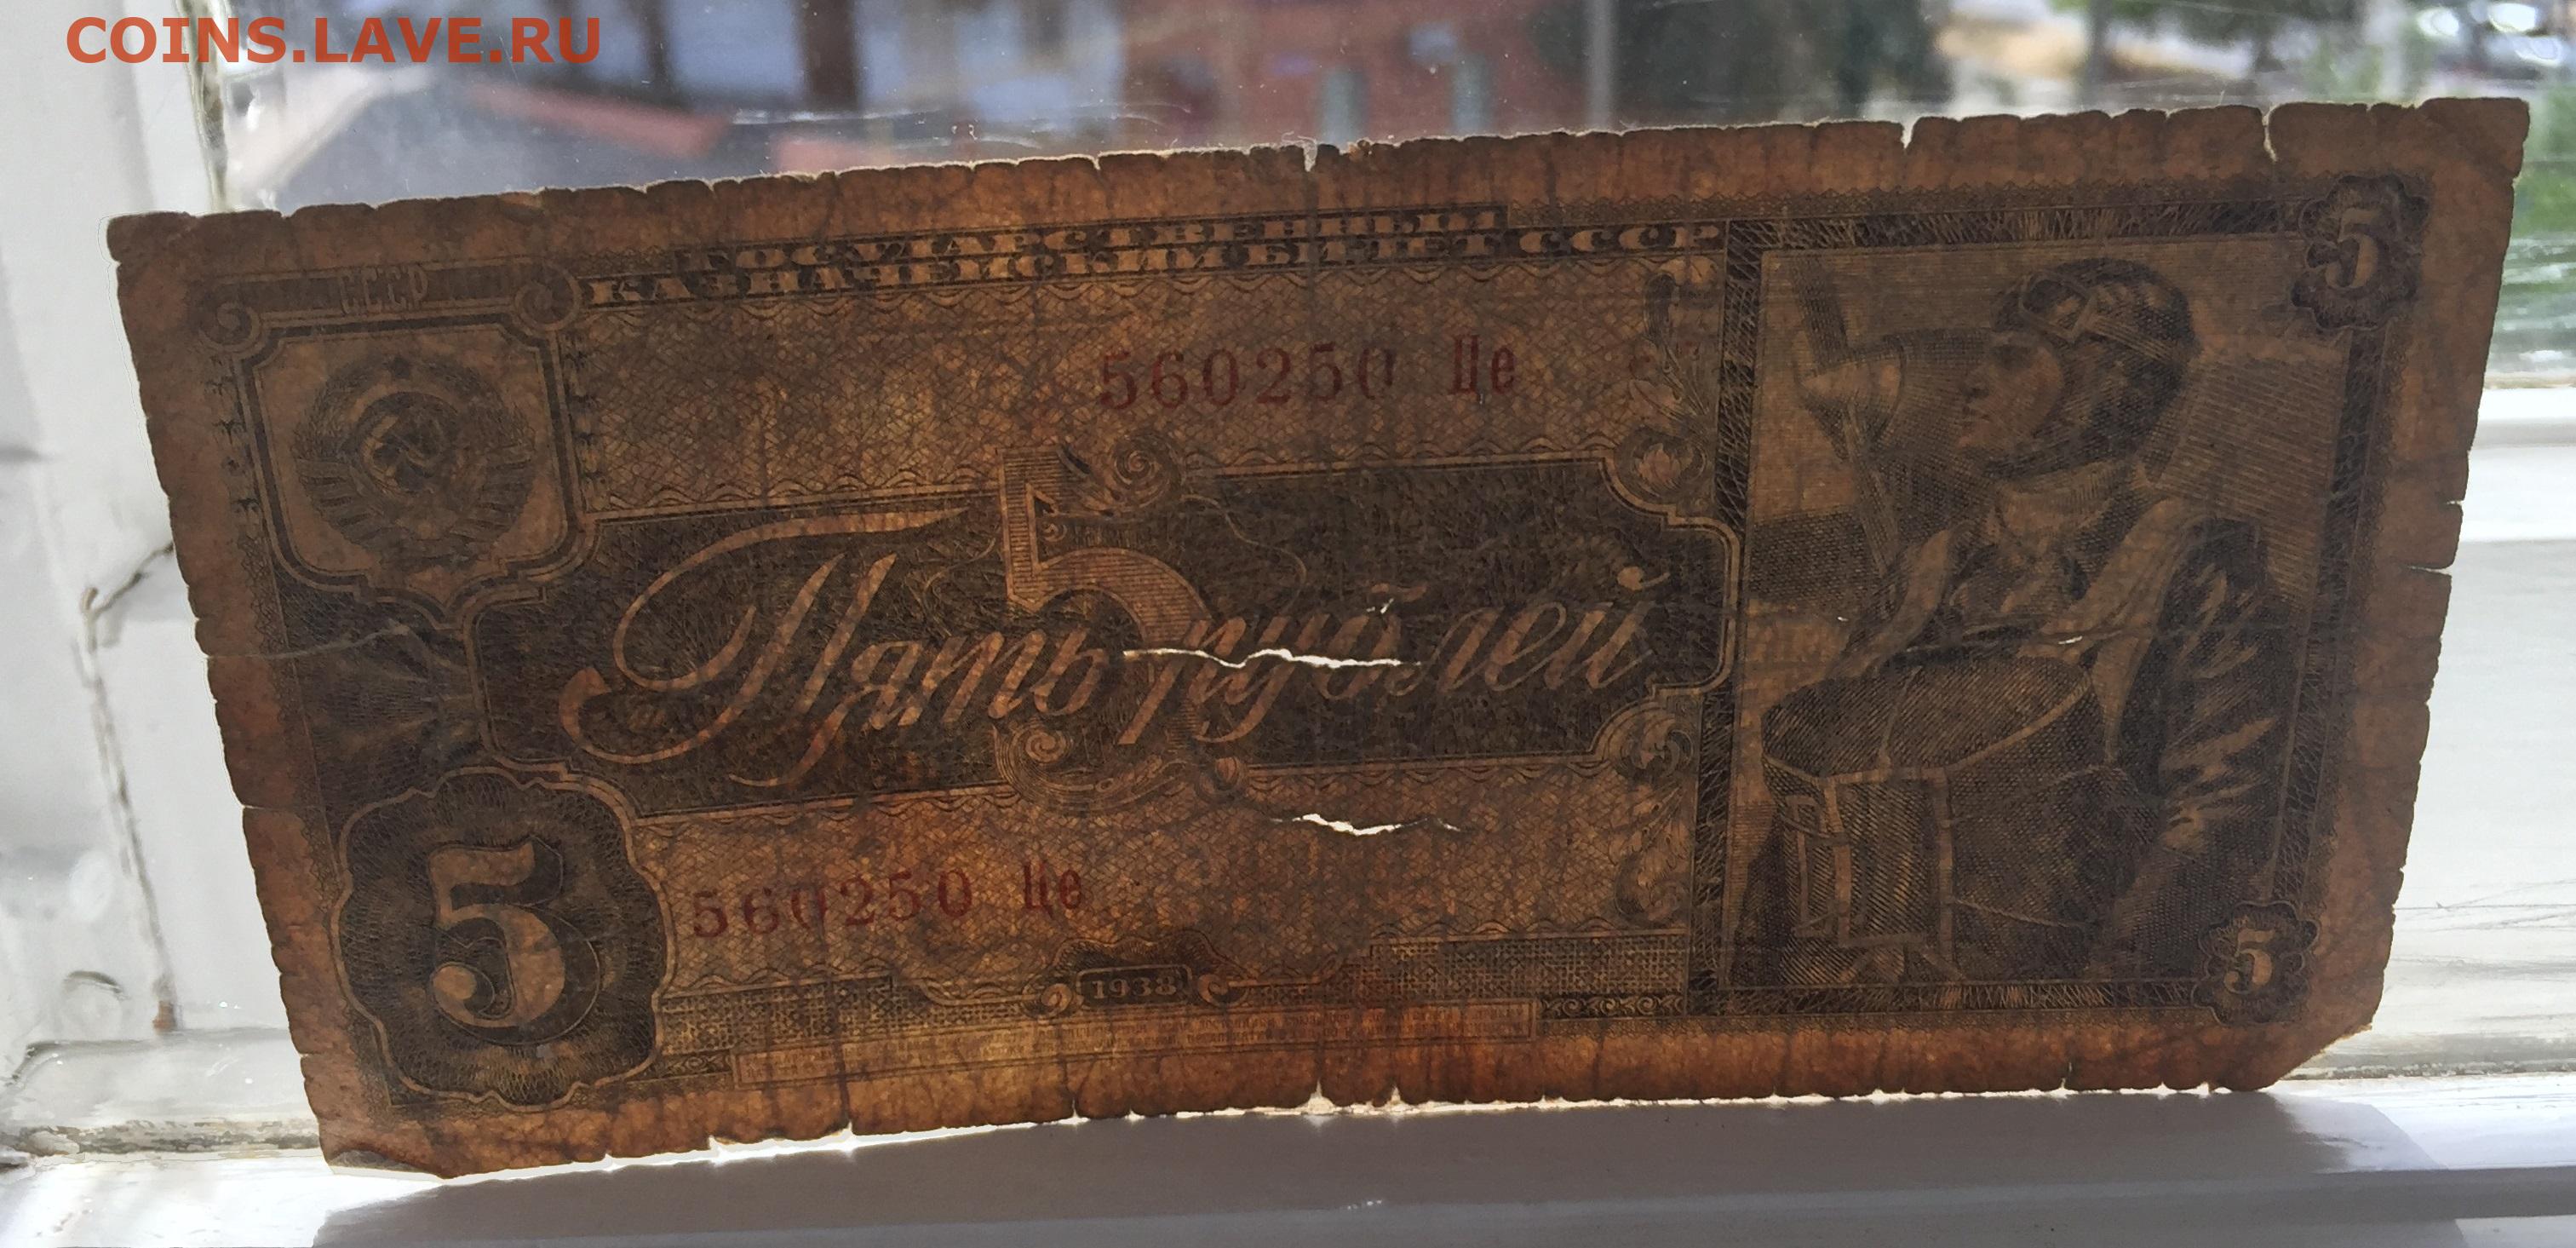 COINS.LAVE.RU
СССР
ГОСУДАРСТВЕННЫЙ
КАЗНАЧЕЙСКИЙ БИЛЕТ СССР
5
560250 Це
5
Пять рублей
5
560250 Це
1938
5